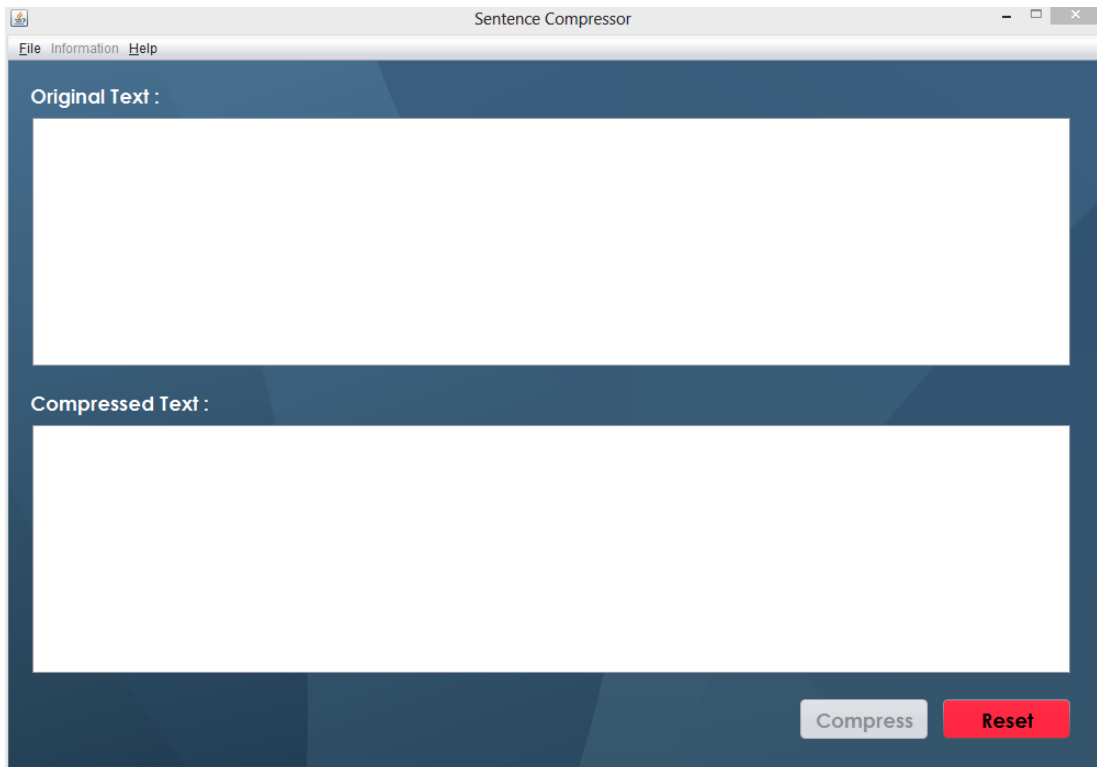 Sentence Compressor
File Information Help
Original Text :
Compressed Text :
Compress Reset